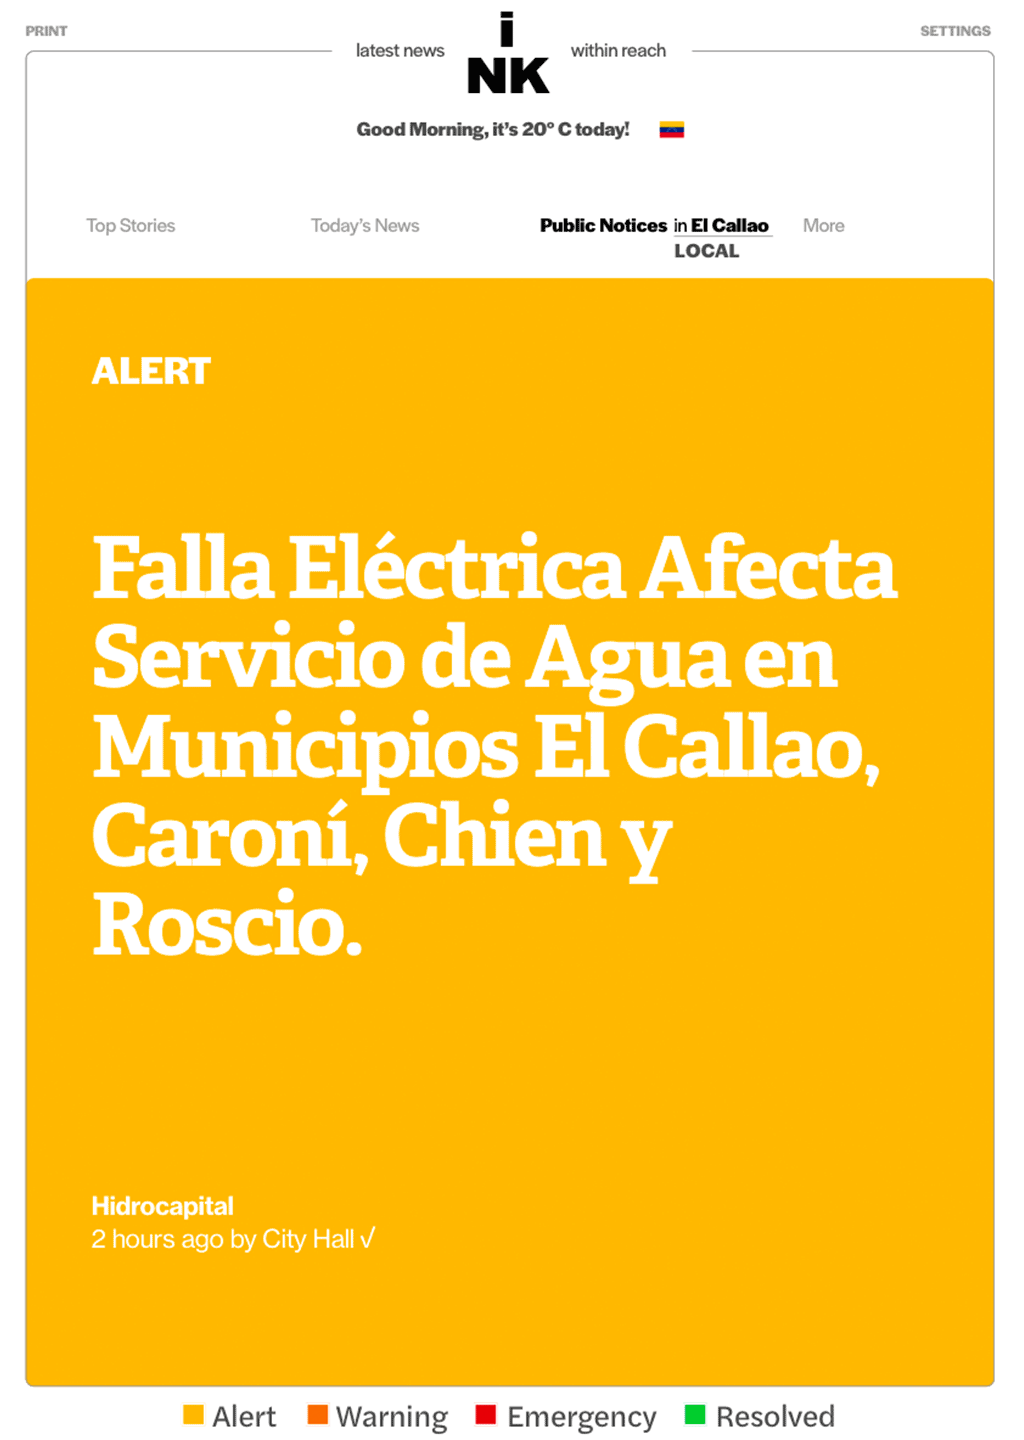 PRINT
SETTINGS
latest news
iNK
within reach
Good Morning, it's 20° C today!
Top Stories
Today's News
Public Notices in El Callao
More
LOCAL
ALERT
Falla Eléctrica Afecta
Servicio de Agua en
Municipios El Callao,
Caroní, Chien y
Roscio.
Hidrocapital
2 hours ago by City Hall √
Alert
Warning
Emergency
Resolved